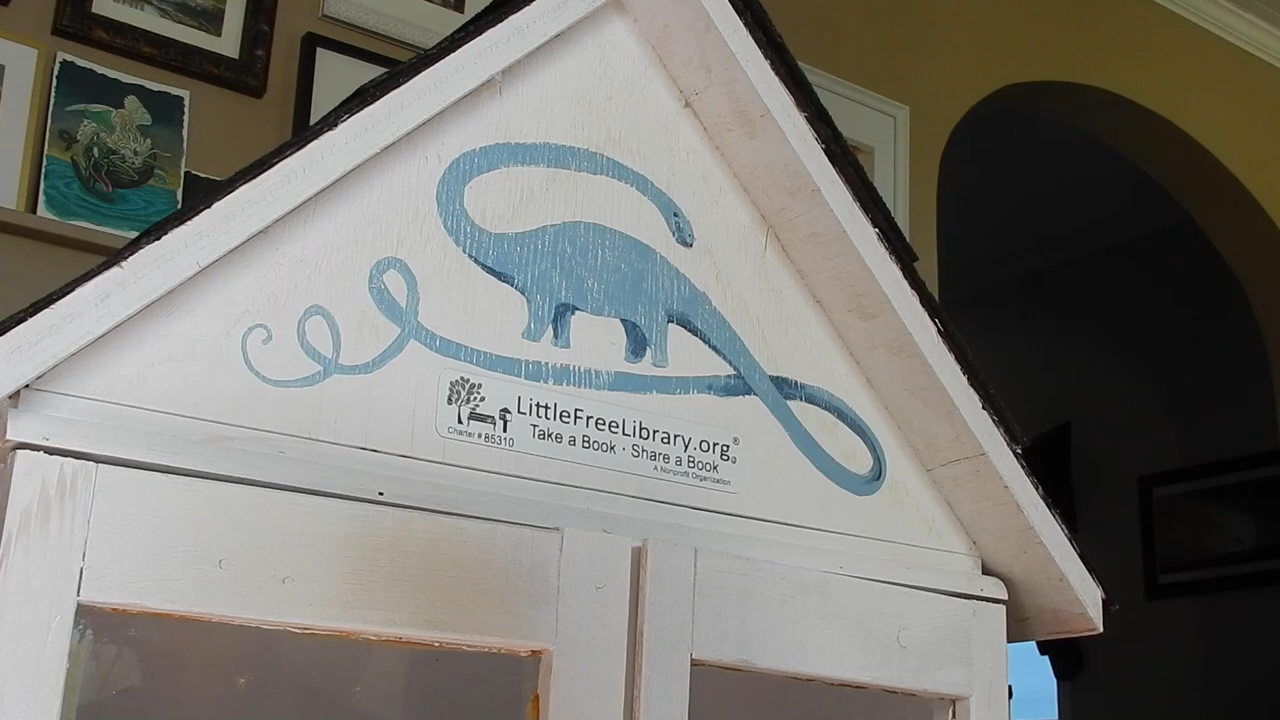 LittleFreeLibrary.org®
Take a Book · Share a Book
A Nonprofit Organization
Charter # 85310